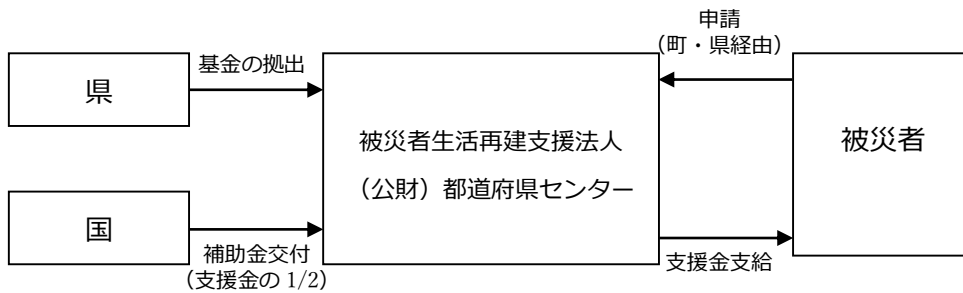 県
基金の拠出
国
補助金交付
（支援金の 1/2）
被災者生活再建支援法人
（公財）都道府県センター
申請
（町・県経由）
支援金支給
被災者